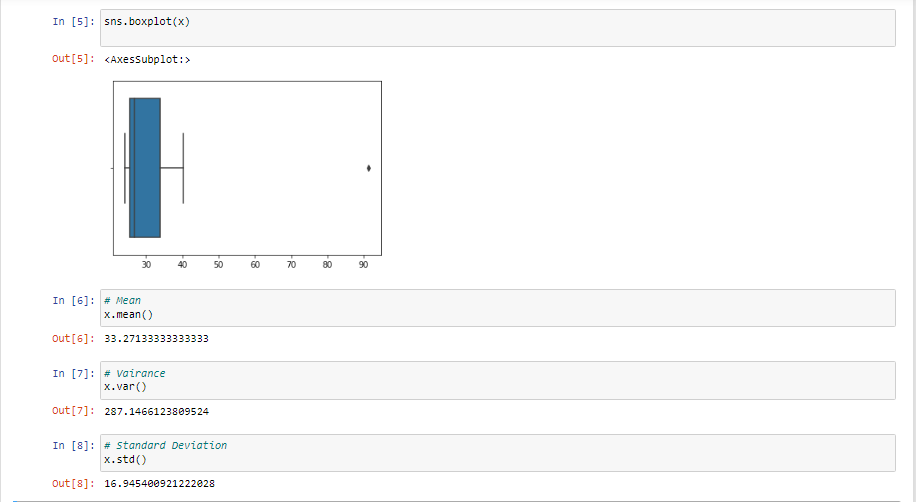 In [5]: sns.boxplot(x)
Out[5]: <AxesSubplot:>
30 40 50 60 70 80 90
In [6]: # Mean
x.mean()
Out[6]: 33.27133333333333
In [7]: # Vairance
x.var()
Out[7]: 287.1466123809524
In [8]: # Standard Deviation
x.std()
Out[8]: 16.945400921222028